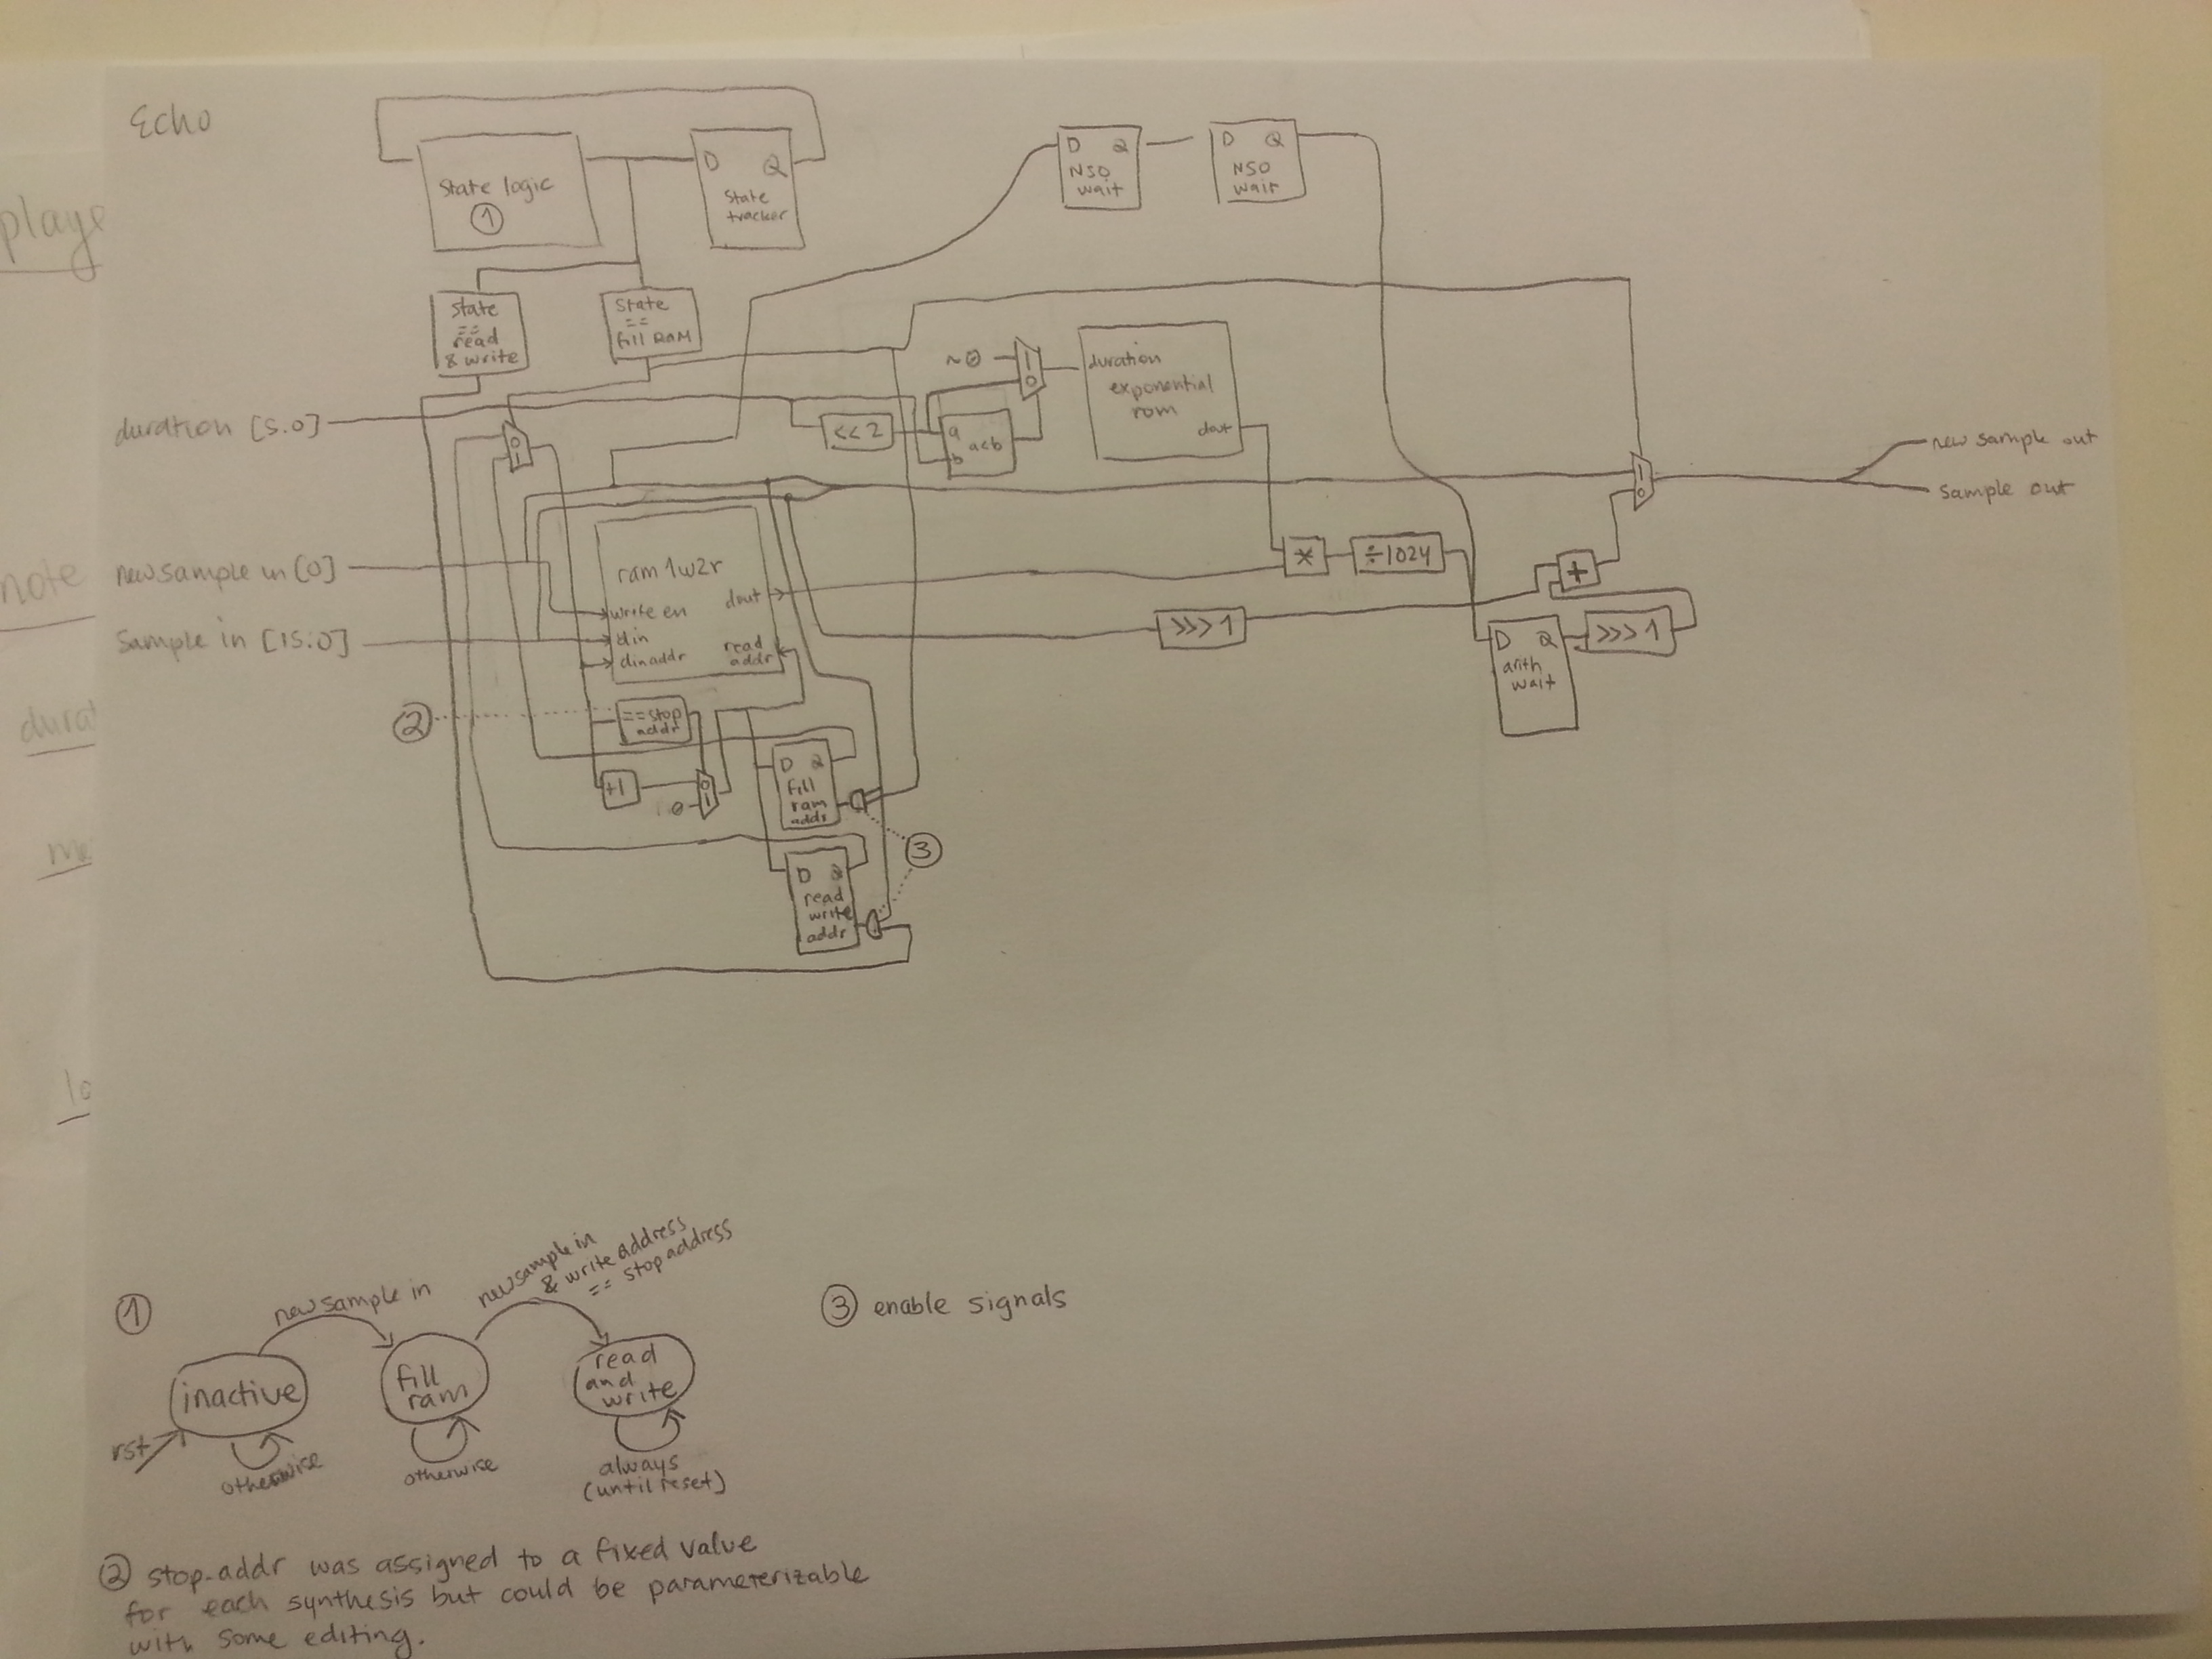 Echo
State logic
①
D Q
State
tracker
D Q
NSO
wait
D Q
NSO
wait
State
==
read
& write
State
==
fill RAM
~0
1
0
duration
exponential
rom
dout
duration [5:0]
<< 2
a
a<b
b
0
1
1
0
new sample out
sample out
new sample in [0]
ram 1w2r
write en
dout
din
dinaddr
read
addr
Sample in [15:0]
*
÷1024
+
>>> 1
>>> 1
D Q
arith
wait
②
== stop
addr
+1
0
1
0
D Q
fill
ram
addr
③
D Q
read
write
addr
playe
note
durat
me
lo
①
new sample in
new sample in
& write address
== stop address
inactive
fill
ram
read
and
write
rst
otherwise
otherwise
always
(until reset)
③ enable signals
② stop-addr was assigned to a fixed value
for each synthesis but could be parameterizable
with some editing.